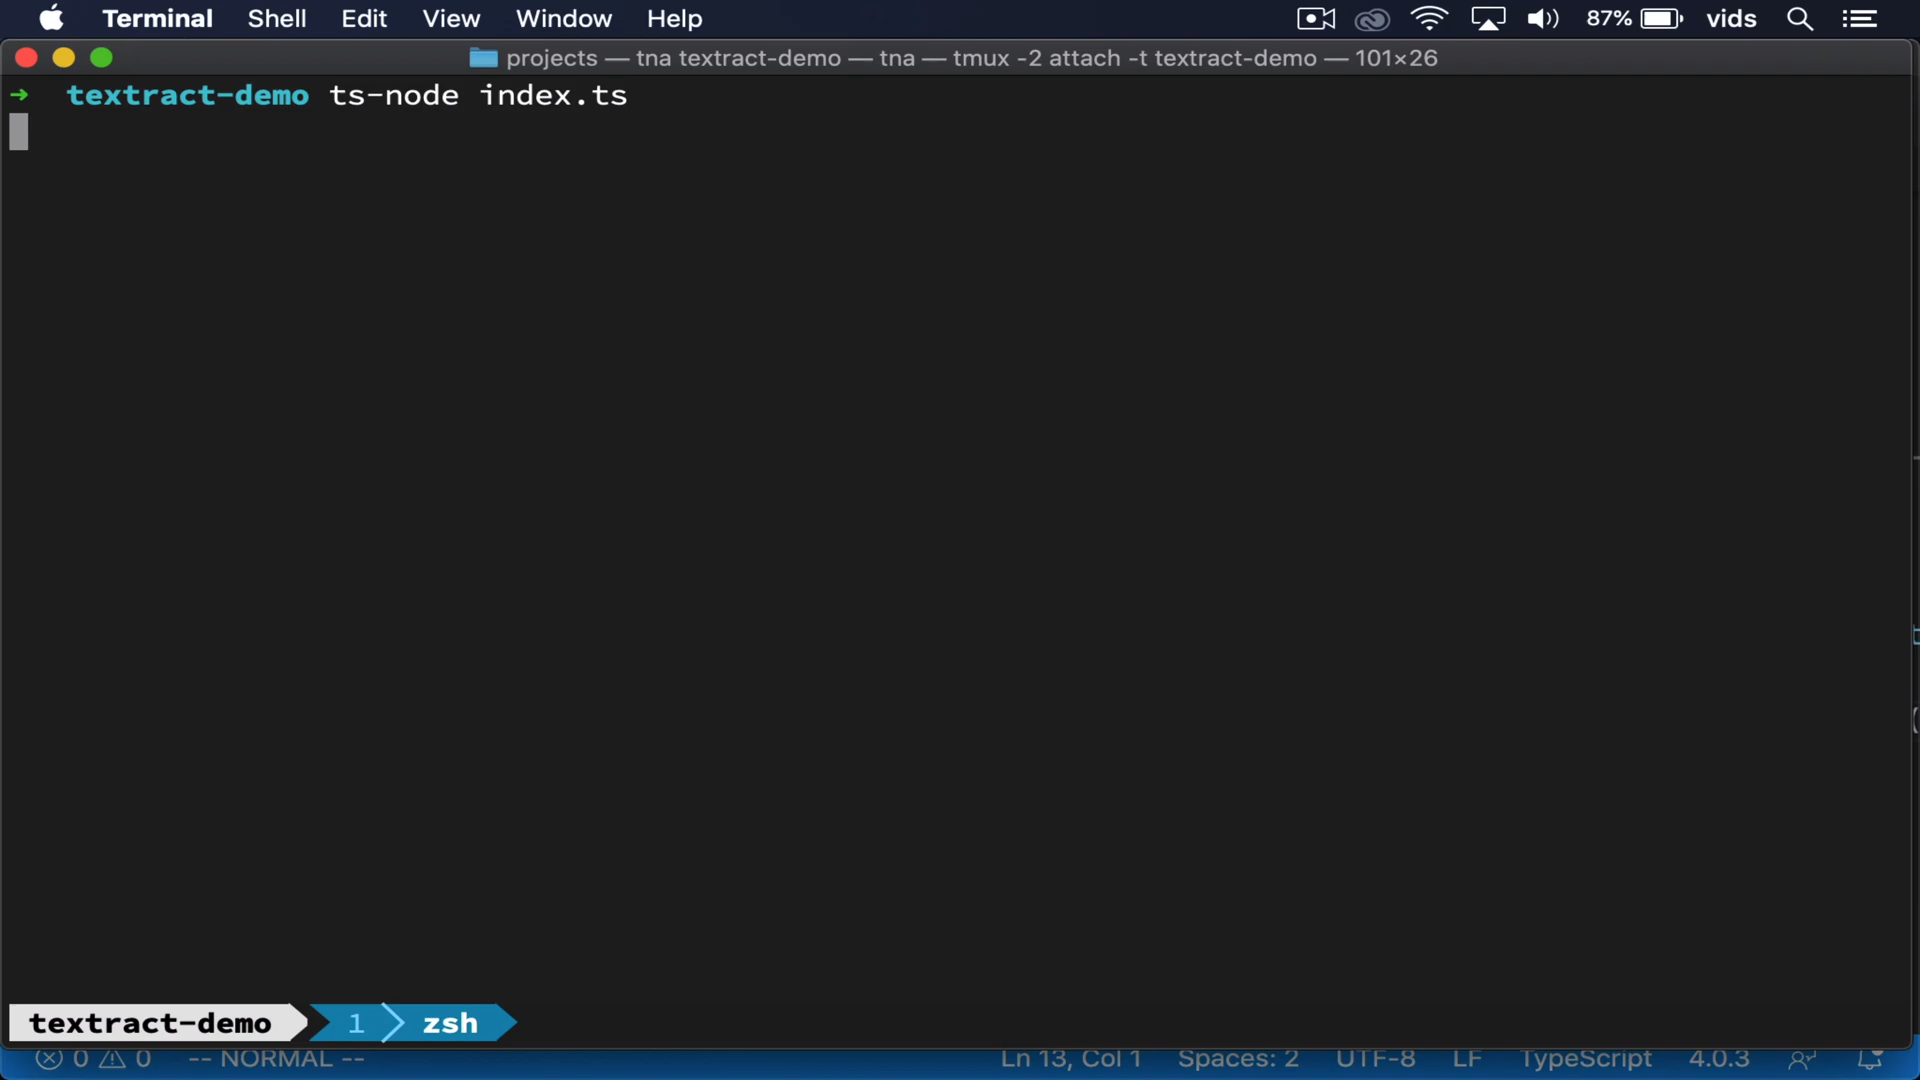 Terminal Shell Edit View Window Help 87% vids
projects — tna textract-demo — tna — tmux -2 attach -t textract-demo — 101×26
→ textract-demo ts-node index.ts
textract-demo 1 zsh
0 0 -- NORMAL -- Ln 13, Col 1 Spaces: 2 UTF-8 LF TypeScript 4.0.3